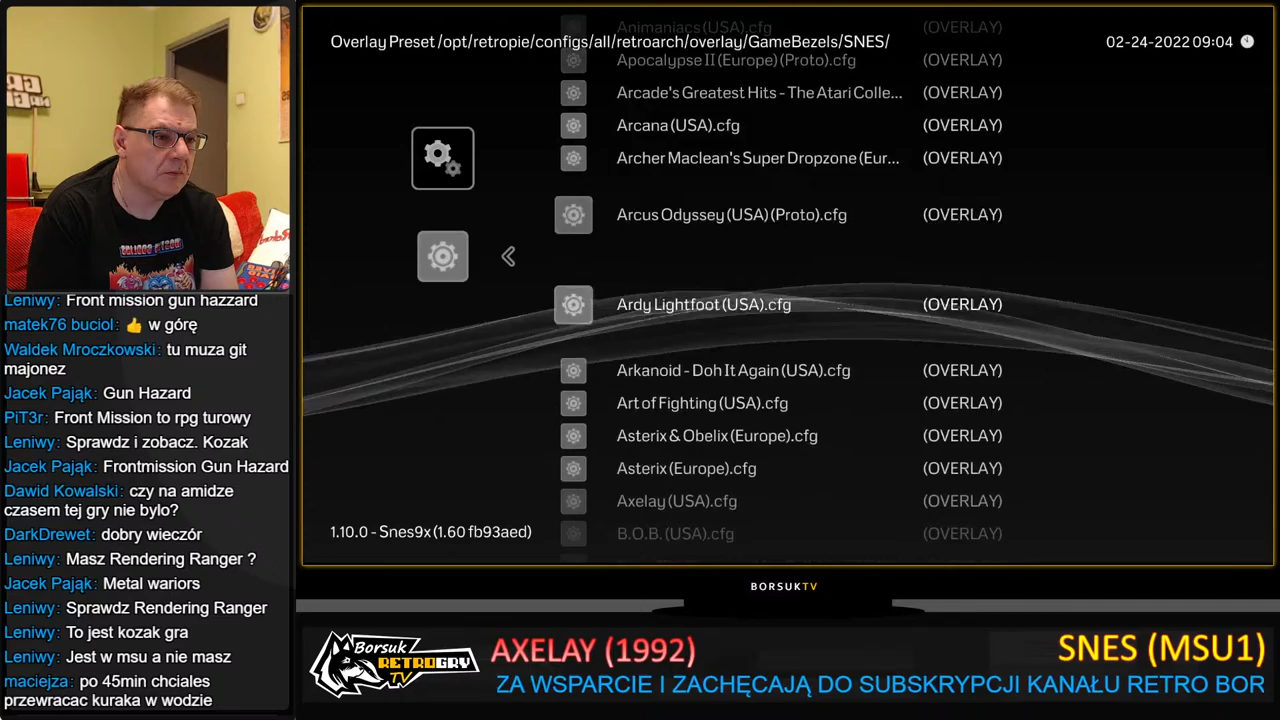 Animaniacs (USA).cfg (OVERLAY)
Overlay Preset /opt/retropie/configs/all/retroarch/overlay/GameBezels/SNES/ 02-24-2022 09:04
Apocalypse II (Europe) (Proto).cfg (OVERLAY)
Arcade's Greatest Hits - The Atari Colle... (OVERLAY)
Arcana (USA).cfg (OVERLAY)
Archer Maclean's Super Dropzone (Eur... (OVERLAY)
Arcus Odyssey (USA) (Proto).cfg (OVERLAY)
Ardy Lightfoot (USA).cfg (OVERLAY)
Arkanoid - Doh It Again (USA).cfg (OVERLAY)
Art of Fighting (USA).cfg (OVERLAY)
Asterix & Obelix (Europe).cfg (OVERLAY)
Asterix (Europe).cfg (OVERLAY)
Axelay (USA).cfg (OVERLAY)
B.O.B. (USA).cfg (OVERLAY)
1.10.0 - Snes9x (1.60 fb93aed)
Leniwy: Front mission gun hazzard
matek76 buciol: 👍 w górę
Waldek Mroczkowski: tu muza git
majonez
Jacek Pająk: Gun Hazard
PiT3r: Front Mission to rpg turowy
Leniwy: Sprawdz i zobacz. Kozak
Jacek Pająk: Frontmission Gun Hazard
Dawid Kowalski: czy na amidze
czasem tej gry nie bylo?
DarkDrewet: dobry wieczór
Leniwy: Masz Rendering Ranger ?
Jacek Pająk: Metal wariors
Leniwy: Sprawdz Rendering Ranger
Leniwy: To jest kozak gra
Leniwy: Jest w msu a nie masz
maciejza: po 45min chciales
przewracac kuraka w wodzie
BORSUKTV
Borsuk
RETROGRY
TV
AXELAY (1992)
SNES (MSU1)
ZA WSPARCIE I ZACHĘCAJĄ DO SUBSKRYPCJI KANAŁU RETRO BOR